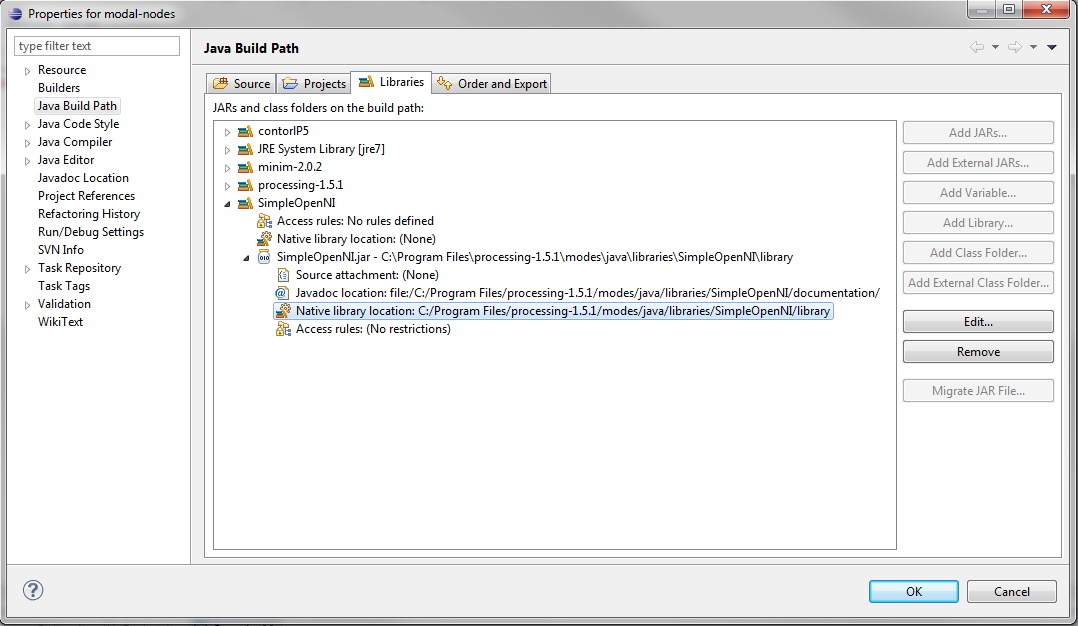 Properties for modal-nodes
type filter text
Resource
Builders
Java Build Path
Java Code Style
Java Compiler
Java Editor
Javadoc Location
Project References
Refactoring History
Run/Debug Settings
SVN Info
Task Repository
Task Tags
Validation
WikiText
Java Build Path
Source Projects Libraries Order and Export
JARs and class folders on the build path:
contorlP5
JRE System Library [jre7]
minim-2.0.2
processing-1.5.1
SimpleOpenNI
Access rules: No rules defined
Native library location: (None)
SimpleOpenNI.jar - C:\Program Files\processing-1.5.1\modes\java\libraries\SimpleOpenNI\library
Source attachment: (None)
Javadoc location: file:/C:/Program Files/processing-1.5.1/modes/java/libraries/SimpleOpenNI/documentation/
Native library location: C:/Program Files/processing-1.5.1/modes/java/libraries/SimpleOpenNI/library
Access rules: (No restrictions)
Add JARs...
Add External JARs...
Add Variable...
Add Library...
Add Class Folder...
Add External Class Folder...
Edit...
Remove
Migrate JAR File...
OK
Cancel